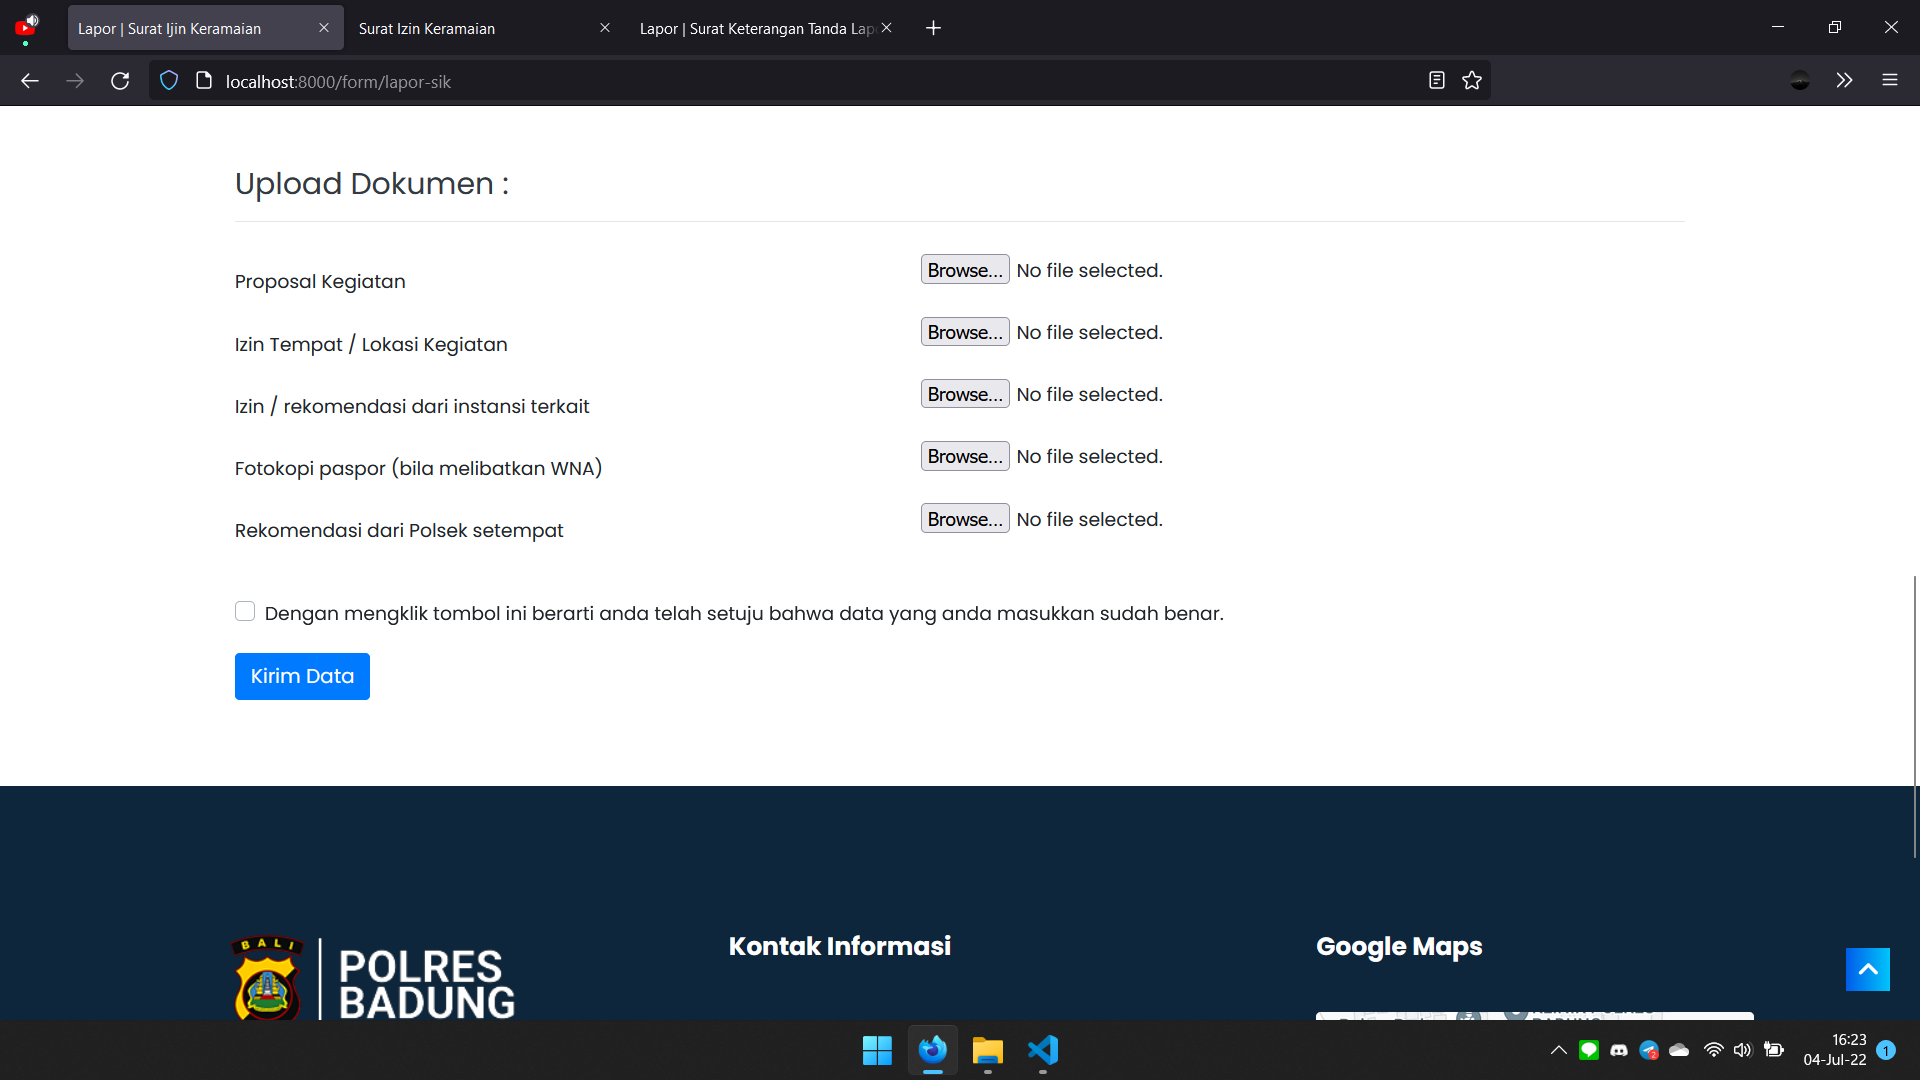 Lapor | Surat Ijin Keramaian
Surat Izin Keramaian
Lapor | Surat Keterangan Tanda Lap
localhost:8000/form/lapor-sik
Upload Dokumen :
Proposal Kegiatan
Browse... No file selected.
Izin Tempat / Lokasi Kegiatan
Browse... No file selected.
Izin / rekomendasi dari instansi terkait
Browse... No file selected.
Fotokopi paspor (bila melibatkan WNA)
Browse... No file selected.
Rekomendasi dari Polsek setempat
Browse... No file selected.
Dengan mengklik tombol ini berarti anda telah setuju bahwa data yang anda masukkan sudah benar.
Kirim Data
BALI
POLRES
BADUNG
Kontak Informasi
Google Maps
16:23
04-Jul-22
1
2